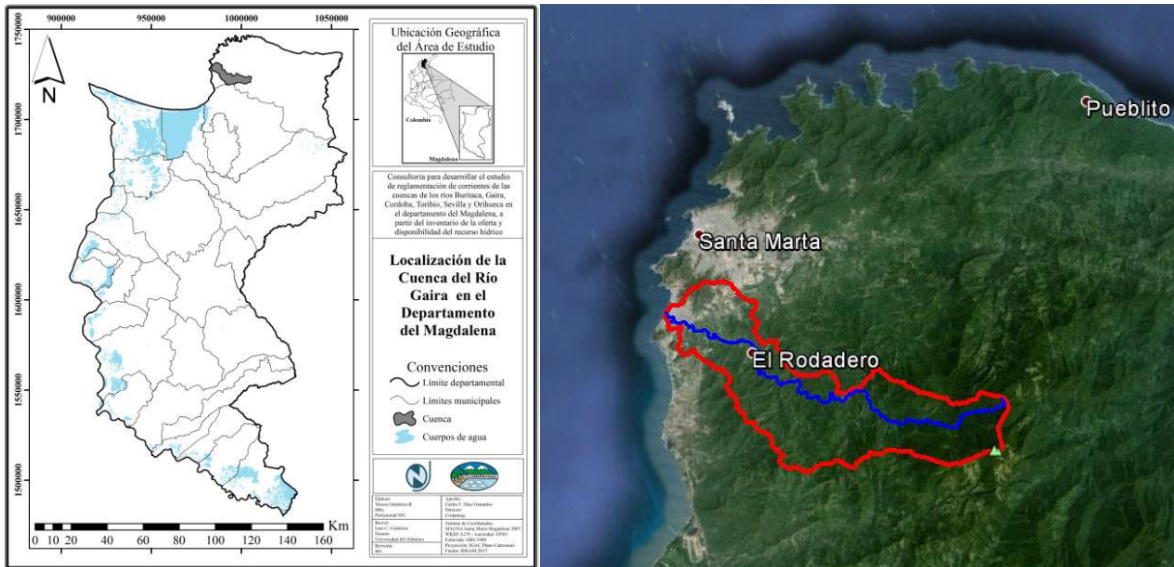 900000 950000 1000000 1050000
1750000
1700000
1650000
1600000
1550000
1500000
N
Km
0 10 20 40 60 80 100 120 140 160
Ubicación Geográfica
del Área de Estudio
Colombia
Magdalena
Consultoría para desarrollar el estudio
de reglamentación de corrientes de las
cuencas de los ríos Buritaca, Gaira,
Cordoba, Toribio, Sevilla y Orihueca en
el departamento del Magdalena, a
partir del inventario de la oferta y
disponibilidad del recurso hídrico
Localización de la
Cuenca del Río
Gaira en el
Departamento
del Magdalena
Convenciones
Límite departamental
Límites municipales
Cuenca
Cuerpos de agua
Pueblito
Santa Marta
El Rodadero